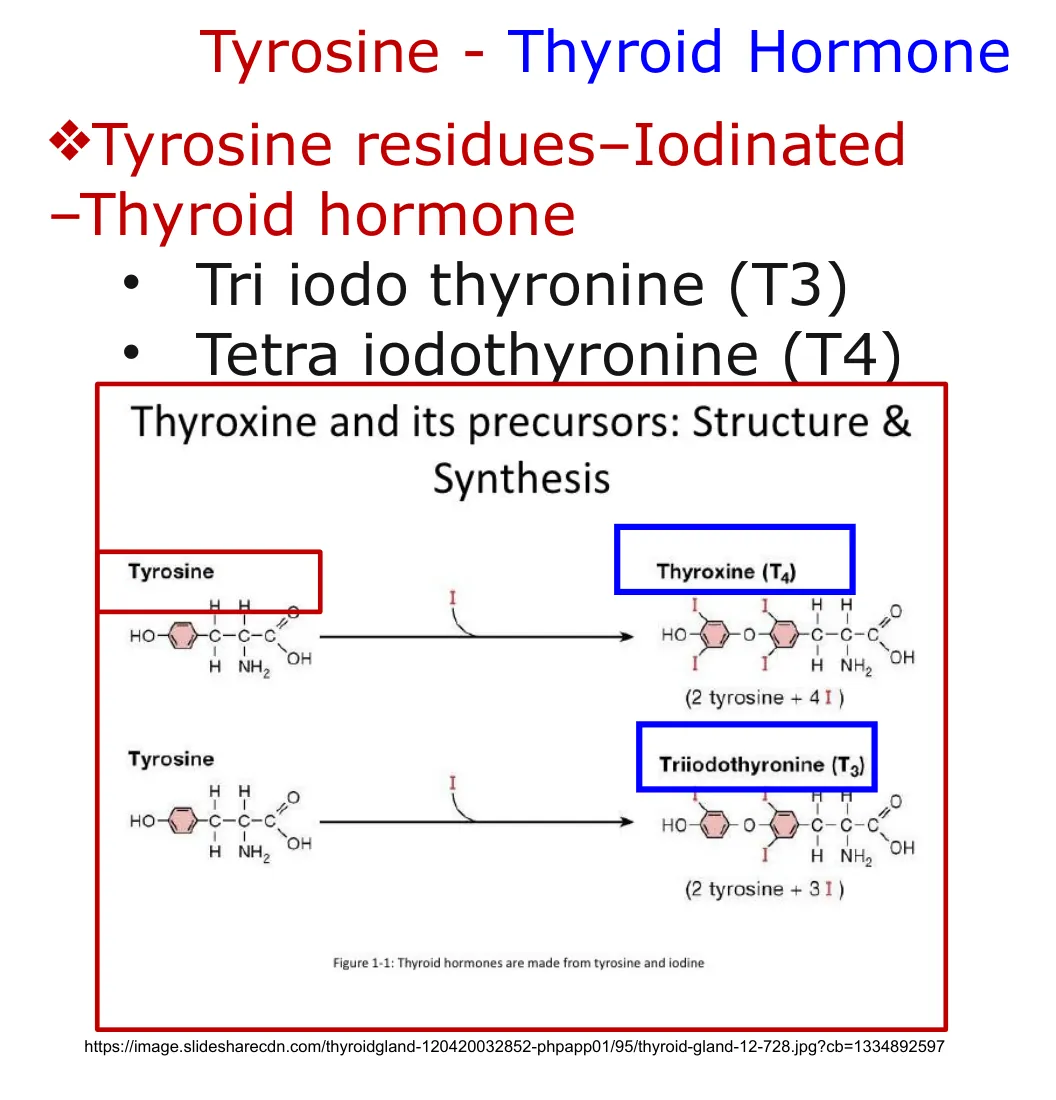 Tyrosine - Thyroid Hormone
❖Tyrosine residues–Iodinated
–Thyroid hormone
• Tri iodo thyronine (T3)
• Tetra iodothyronine (T4)
Thyroxine and its precursors: Structure &
Synthesis
Tyrosine
H H O
HO C C C
H NH₂ OH
I
Thyroxine (T₄)
I I H H O
HO O C C C
I I H NH₂ OH
(2 tyrosine + 4 I )
Tyrosine
H H O
HO C C C
H NH₂ OH
I
Triiodothyronine (T₃)
I I H H O
HO O C C C
I H NH₂ OH
(2 tyrosine + 3 I )
Figure 1-1: Thyroid hormones are made from tyrosine and iodine
https://image.slidesharecdn.com/thyroidgland-120420032852-phpapp01/95/thyroid-gland-12-728.jpg?cb=1334892597